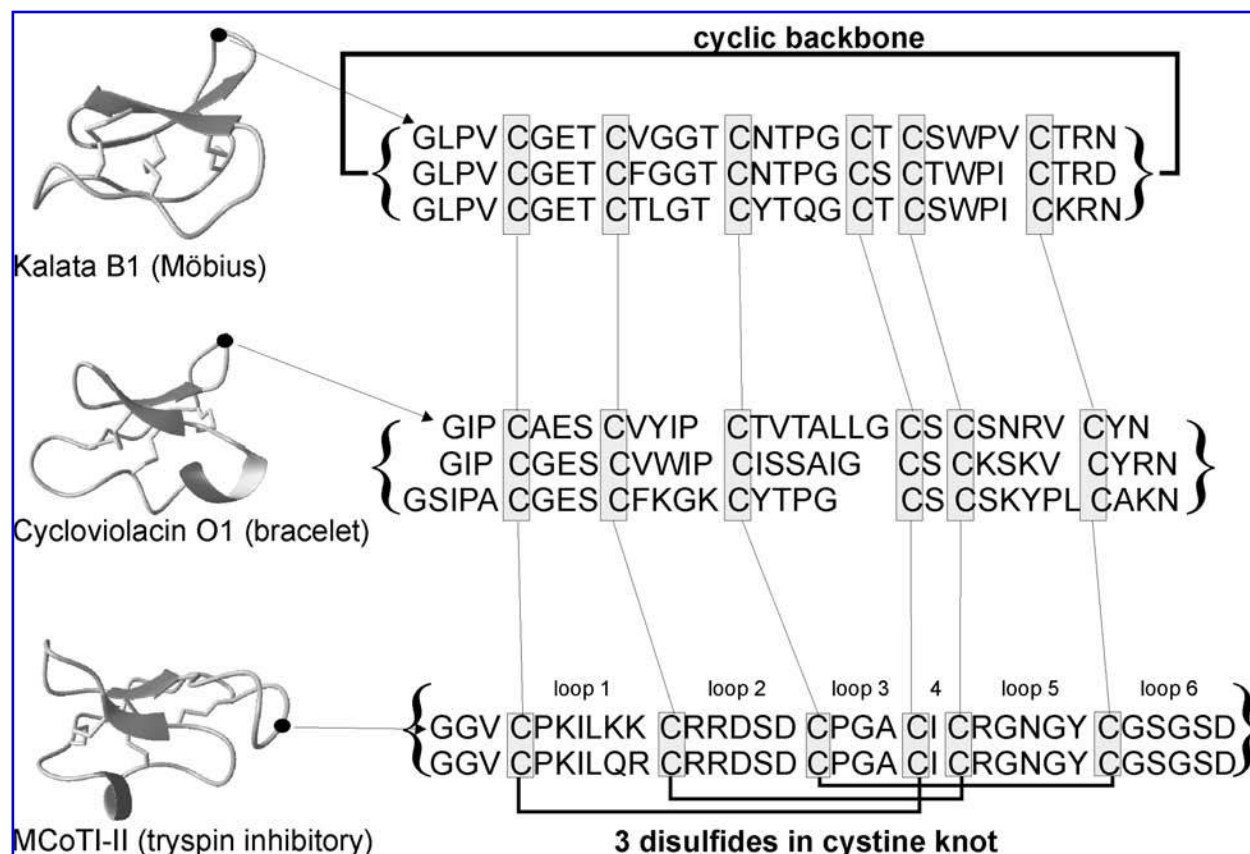 cyclic backbone
GLPV CGET CVGGT CNTPG CT CSWPV CTRN
GLPV CGET CFGGT CNTPG CS CTWPI CTRD
GLPV CGET CTLGT CYTQG CT CSWPI CKRN
Kalata B1 (Möbius)
GIP CAES CVYIP CTVTALLG CS CSNRV CYN
GIP CGES CVWIP CISSAIG CS CKSKV CYRN
GSIPA CGES CFKGK CYTPG CS CSKYPL CAKN
Cycloviolacin O1 (bracelet)
loop 1 loop 2 loop 3 4 loop 5 loop 6
GGV CPKILKK CRRDSD CPGA CI CRGNGY CGSGSD
GGV CPKILQR CRRDSD CPGA CI CRGNGY CGSGSD
MCoTI-II (tryspin inhibitory)
3 disulfides in cystine knot